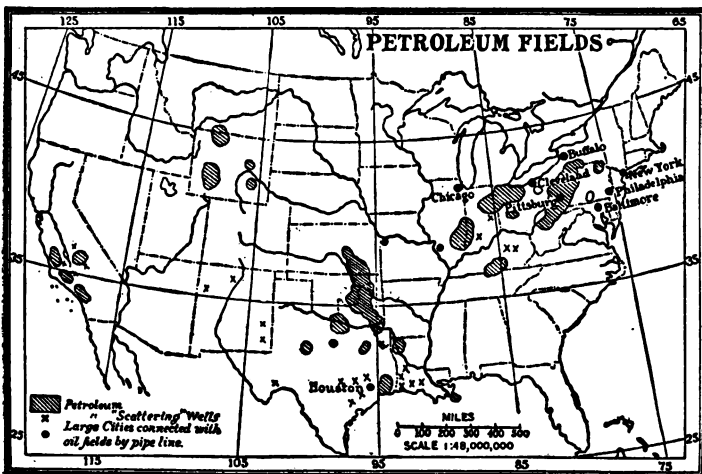 125 115 105 95 85 75 65
PETROLEUM FIELDS
45 45
Buffalo
Cleveland
New York
Chicago
Philadelphia
Pittsburg
Baltimore
35 35
Houston
Petroleum
x " "Scattering" Wells
Large Cities connected with
oil fields by pipe line.
MILES
0 100 200 300 400 500
SCALE 1:48,000,000
25 25
115 105 95 85 75